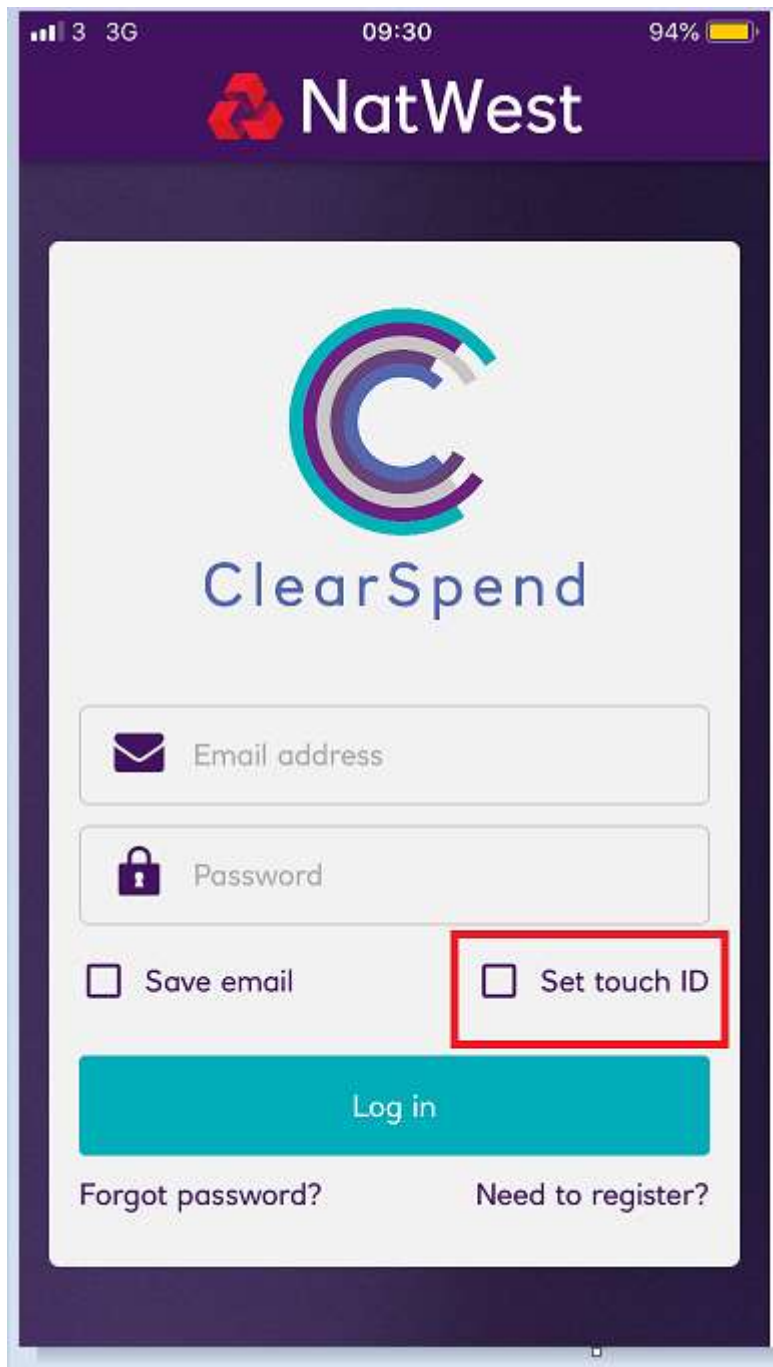 3 3G 09:30 94%
NatWest
ClearSpend
Email address
Password
Save email Set touch ID
Log in
Forgot password? Need to register?